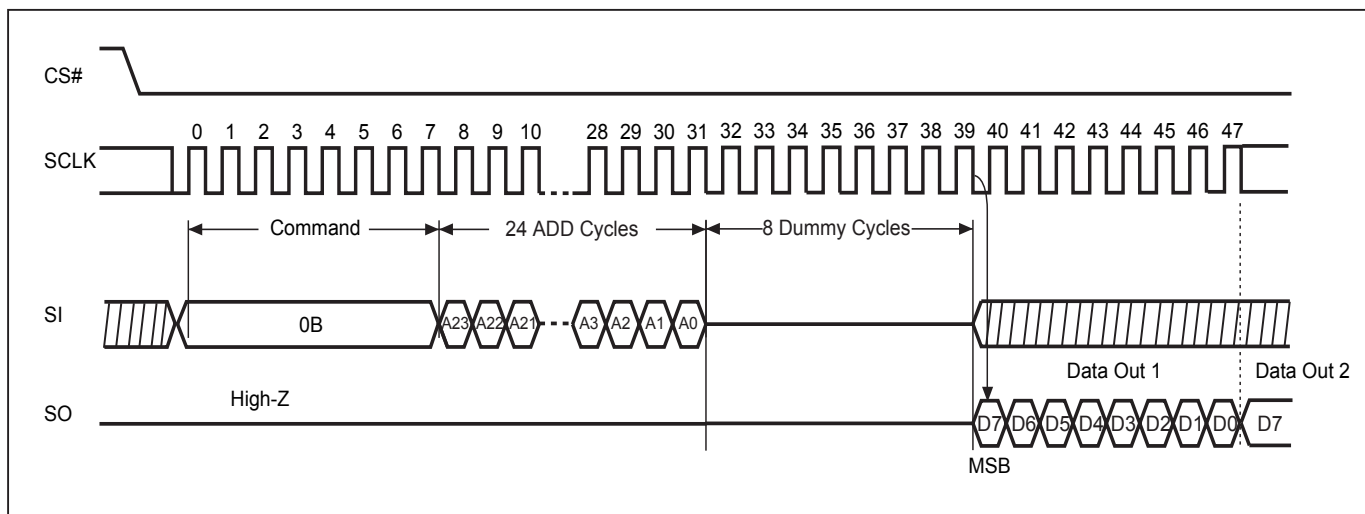 CS#
0 1 2 3 4 5 6 7 8 9 10 28 29 30 31 32 33 34 35 36 37 38 39 40 41 42 43 44 45 46 47
SCLK
Command 24 ADD Cycles 8 Dummy Cycles
SI 0B A23 A22 A21 A3 A2 A1 A0
Data Out 1 Data Out 2
High-Z
SO D7 D6 D5 D4 D3 D2 D1 D0 D7
MSB